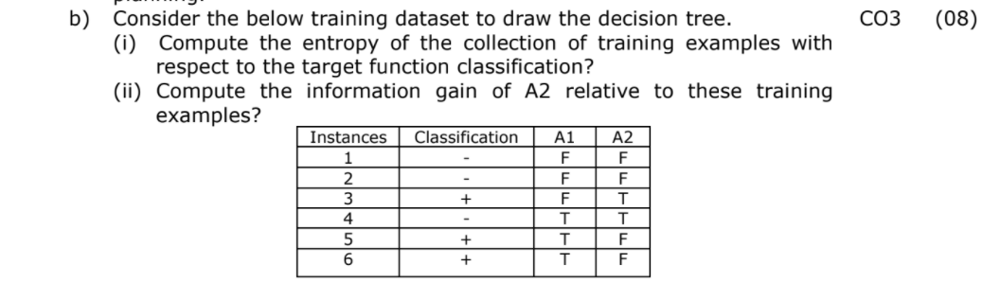 b) Consider the below training dataset to draw the decision tree. CO3 (08)
(i) Compute the entropy of the collection of training examples with
respect to the target function classification?
(ii) Compute the information gain of A2 relative to these training
examples?
Instances Classification A1 A2
1 - F F
2 - F F
3 + F T
4 - T T
5 + T F
6 + T F